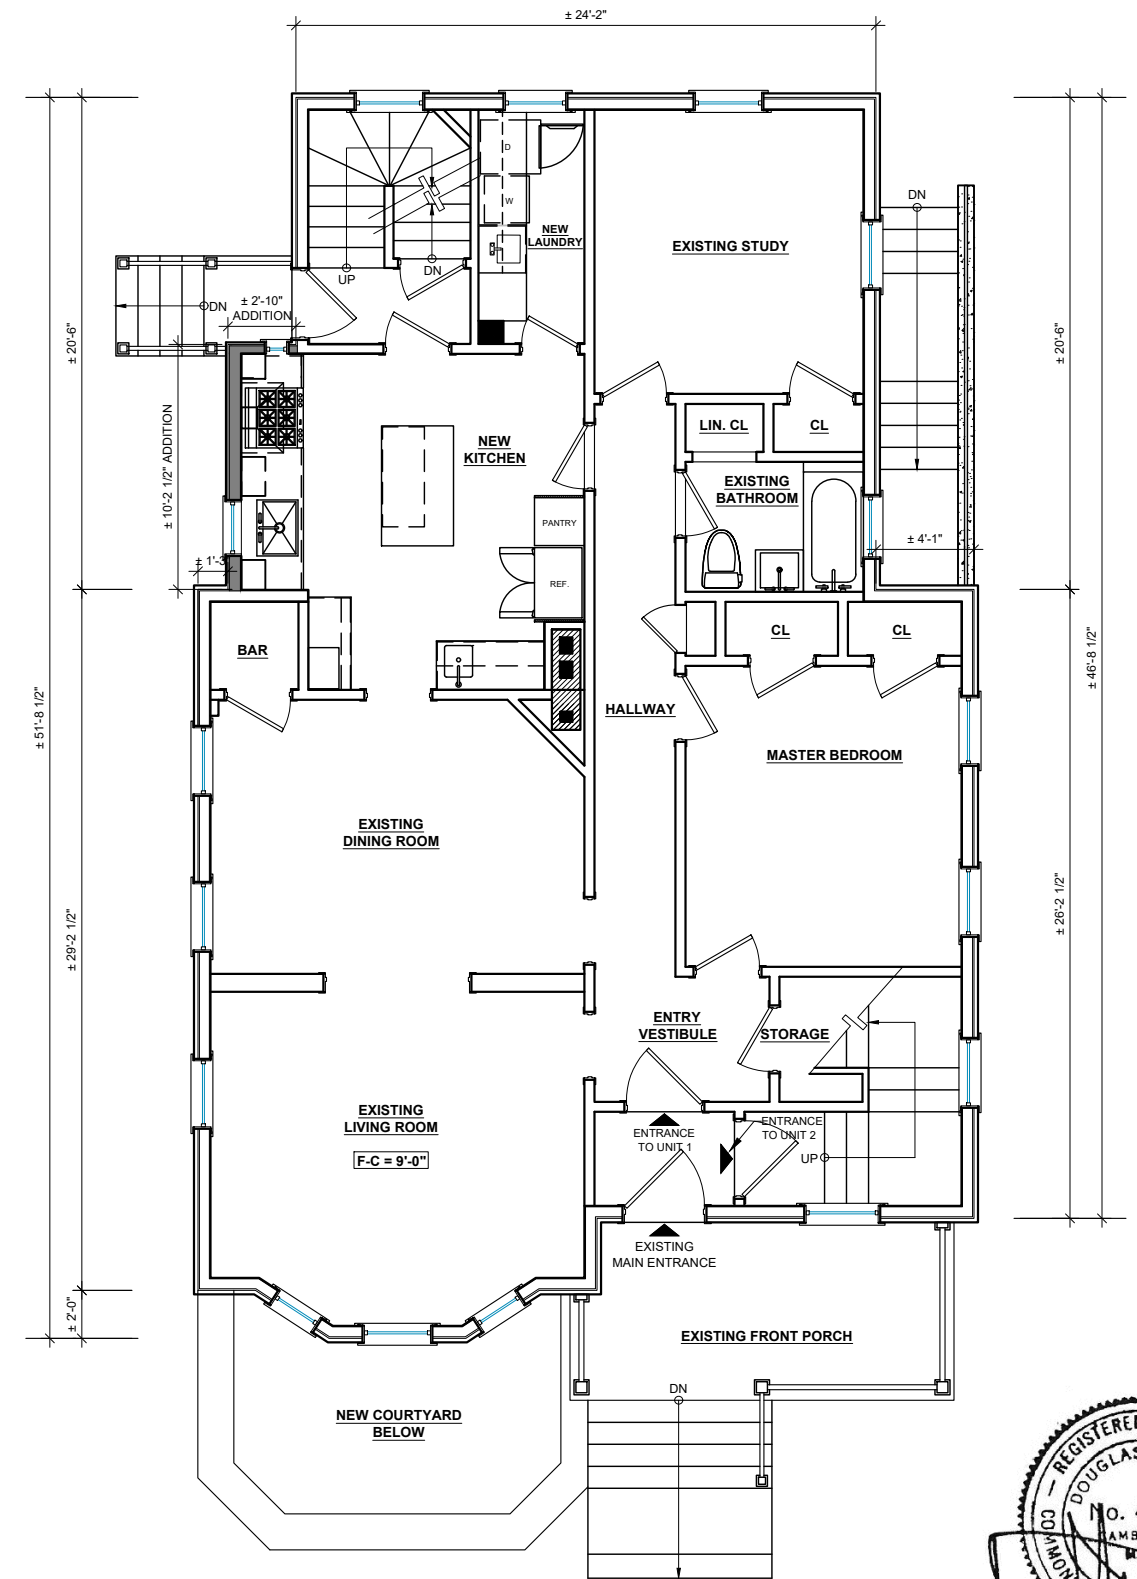 ± 24'-2"
D
W
NEW
LAUNDRY
EXISTING STUDY
DN
UP
DN
DN
± 2'-10"
ADDITION
± 20'-6"
± 20'-6"
± 10'-2 1/2" ADDITION
NEW
KITCHEN
LIN. CL
CL
EXISTING
BATHROOM
PANTRY
± 4'-1"
± 1'-3"
REF.
BAR
CL
CL
± 46'-8 1/2"
± 51'-8 1/2"
HALLWAY
MASTER BEDROOM
EXISTING
DINING ROOM
± 29'-2 1/2"
± 26'-2 1/2"
ENTRY
VESTIBULE
STORAGE
EXISTING
LIVING ROOM
F-C = 9'-0"
ENTRANCE
TO UNIT 1
ENTRANCE
TO UNIT 2
UP
EXISTING
MAIN ENTRANCE
± 2'-0"
EXISTING FRONT PORCH
DN
NEW COURTYARD
BELOW
REGISTERED
DOUGLAS
No.